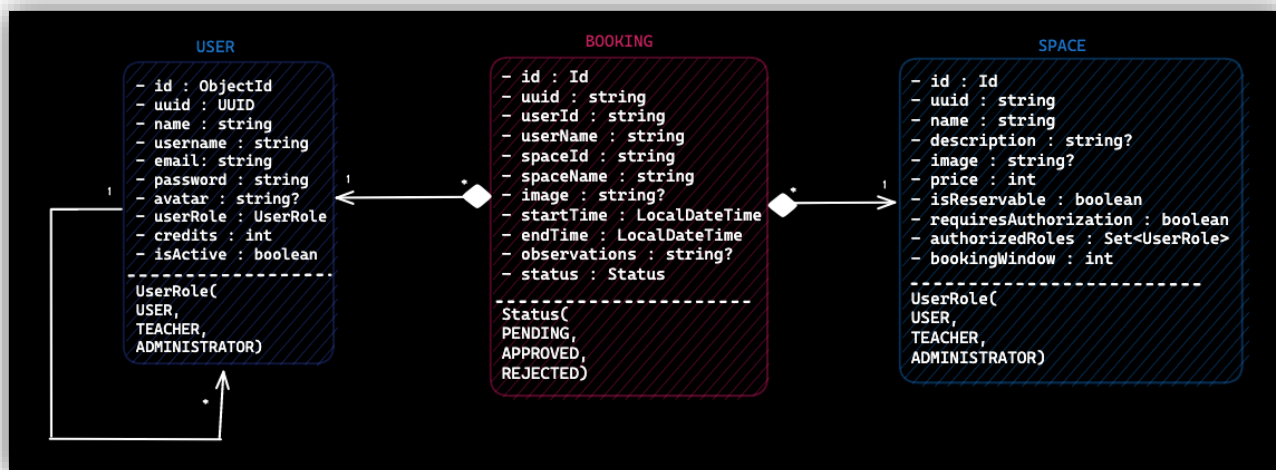 USER
- id : ObjectId
- uuid : UUID
- name : string
- username : string
- email: string
- password : string
- avatar : string?
- userRole : UserRole
- credits : int
- isActive : boolean
UserRole(
USER,
TEACHER,
ADMINISTRATOR)
1
*
1
*
BOOKING
- id : Id
- uuid : string
- userId : string
- userName : string
- spaceId : string
- spaceName : string
- image : string?
- startTime : LocalDateTime
- endTime : LocalDateTime
- observations : string?
- status : Status
Status(
PENDING,
APPROVED,
REJECTED)
*
1
SPACE
- id : Id
- uuid : string
- name : string
- description : string?
- image : string?
- price : int
- isReservable : boolean
- requiresAuthorization : boolean
- authorizedRoles : Set<UserRole>
- bookingWindow : int
UserRole(
USER,
TEACHER,
ADMINISTRATOR)